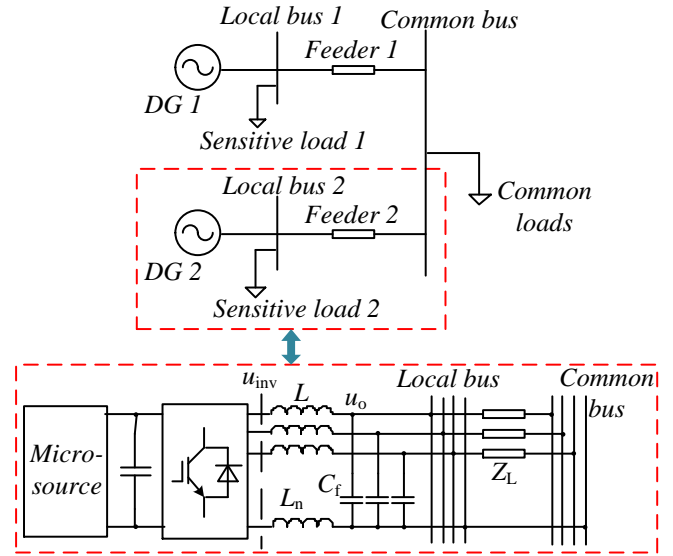 Local bus 1
Common bus
Feeder 1
DG 1
Sensitive load 1
Local bus 2
Feeder 2
Common
loads
DG 2
Sensitive load 2
u_inv
L
u_o
Local bus
Common
bus
Micro-
source
L_n
C_f
Z_L